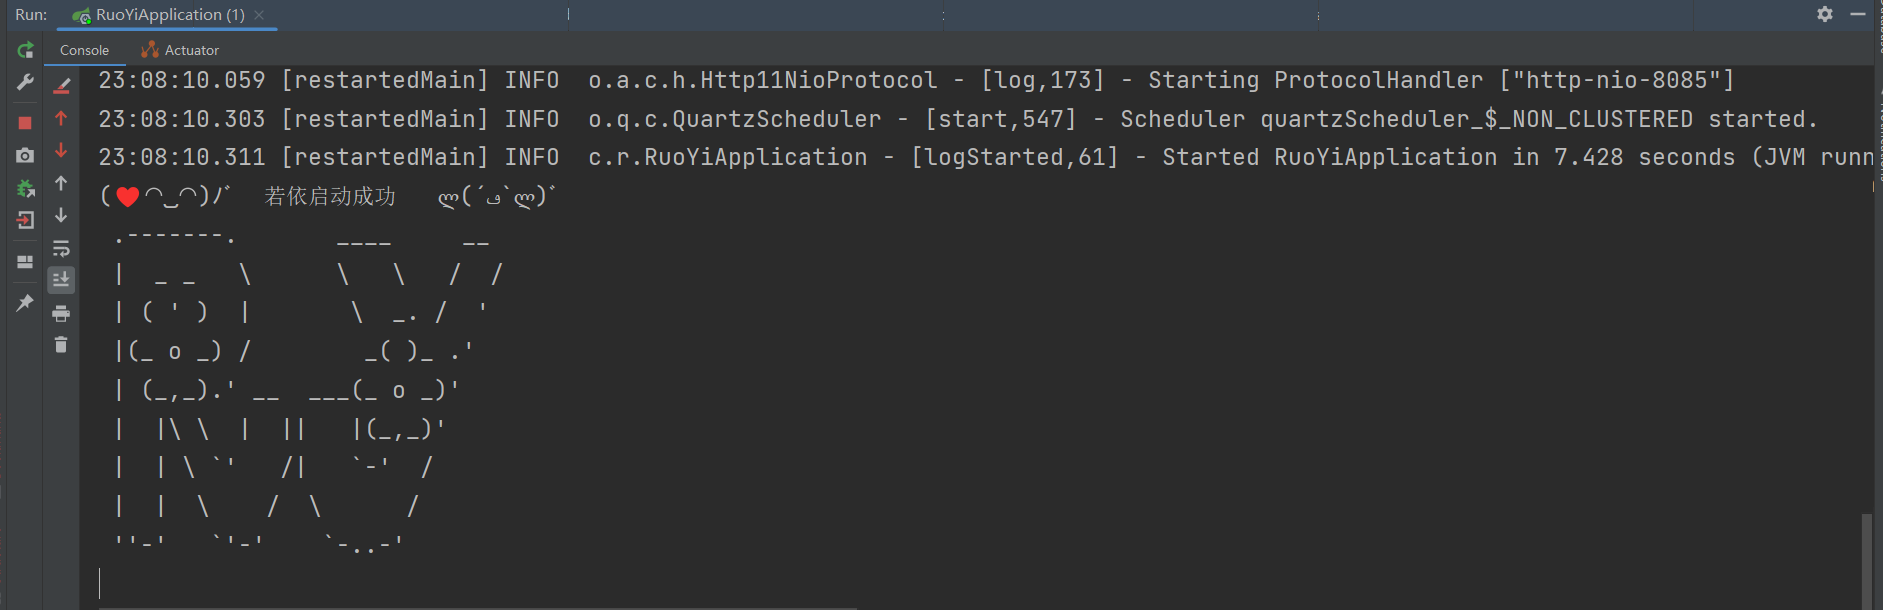 Run: RuoYiApplication (1)
Console Actuator
23:08:10.059 [restartedMain] INFO  o.a.c.h.Http11NioProtocol - [log,173] - Starting ProtocolHandler ["http-nio-8085"]
23:08:10.303 [restartedMain] INFO  o.q.c.QuartzScheduler - [start,547] - Scheduler quartzScheduler_$_NON_CLUSTERED started.
23:08:10.311 [restartedMain] INFO  c.r.RuoYiApplication - [logStarted,61] - Started RuoYiApplication in 7.428 seconds (JVM runn
(♥◠‿◠)ﾉﾞ  若依启动成功   ლ(´ڡ`ლ)ﾞ
 .-------.       ____     __
 |  _ _   \      \   \   /  /
 | ( ' )  |       \  _. /  '
 |(_ o _) /        _( )_ .'
 | (_,_).' __  ___(_ o _)'
 |  |\ \  |  ||   |(_,_)'
 |  | \ `'   /|   `-'  /
 |  |  \    /  \      /
 ''-'   `'-'    `-..-'